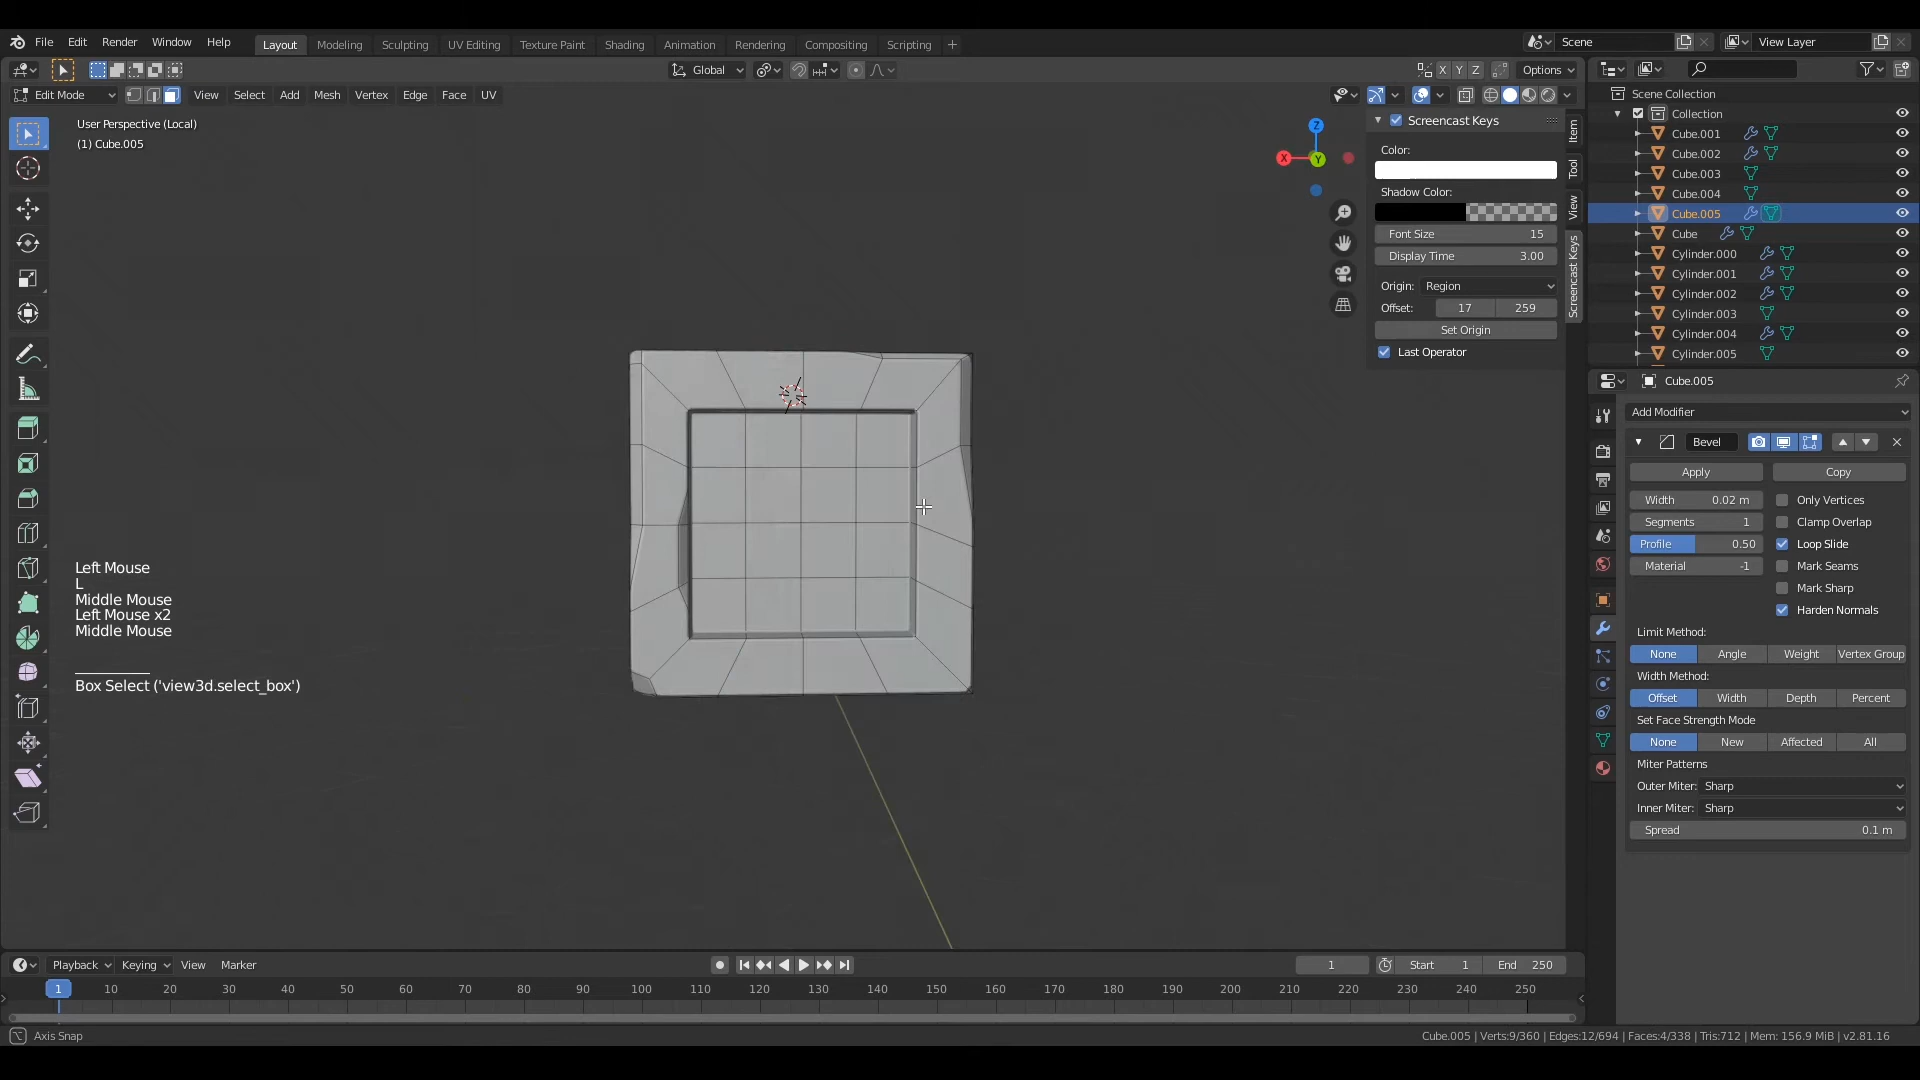 File Edit Render Window Help Layout Modeling Sculpting UV Editing Texture Paint Shading Animation Rendering Compositing Scripting + Scene View Layer
Global X Y Z Options
Edit Mode View Select Add Mesh Vertex Edge Face UV
User Perspective (Local)
(1) Cube.005
Z
X
Y
Left Mouse
L
Middle Mouse
Left Mouse x2
Middle Mouse
Box Select ('view3d.select_box')
Screencast Keys
Color:
Shadow Color:
Font Size 15
Display Time 3.00
Origin: Region
Offset: 17 259
Set Origin
Last Operator
Item
Tool
View
Screencast Keys
Scene Collection
Collection
Cube.001
Cube.002
Cube.003
Cube.004
Cube.005
Cube
Cylinder.000
Cylinder.001
Cylinder.002
Cylinder.003
Cylinder.004
Cylinder.005
Cube.005
Add Modifier
Bevel
Apply Copy
Width 0.02 m Only Vertices
Segments 1 Clamp Overlap
Profile 0.50 Loop Slide
Material -1 Mark Seams
Mark Sharp
Harden Normals
Limit Method:
None Angle Weight Vertex Group
Width Method:
Offset Width Depth Percent
Set Face Strength Mode
None New Affected All
Miter Patterns
Outer Miter: Sharp
Inner Miter: Sharp
Spread 0.1 m
Playback Keying View Marker 1 Start 1 End 250
1 10 20 30 40 50 60 70 80 90 100 110 120 130 140 150 160 170 180 190 200 210 220 230 240 250
Axis Snap
Cube.005 | Verts:9/360 | Edges:12/694 | Faces:4/338 | Tris:712 | Mem: 156.9 MiB | v2.81.16